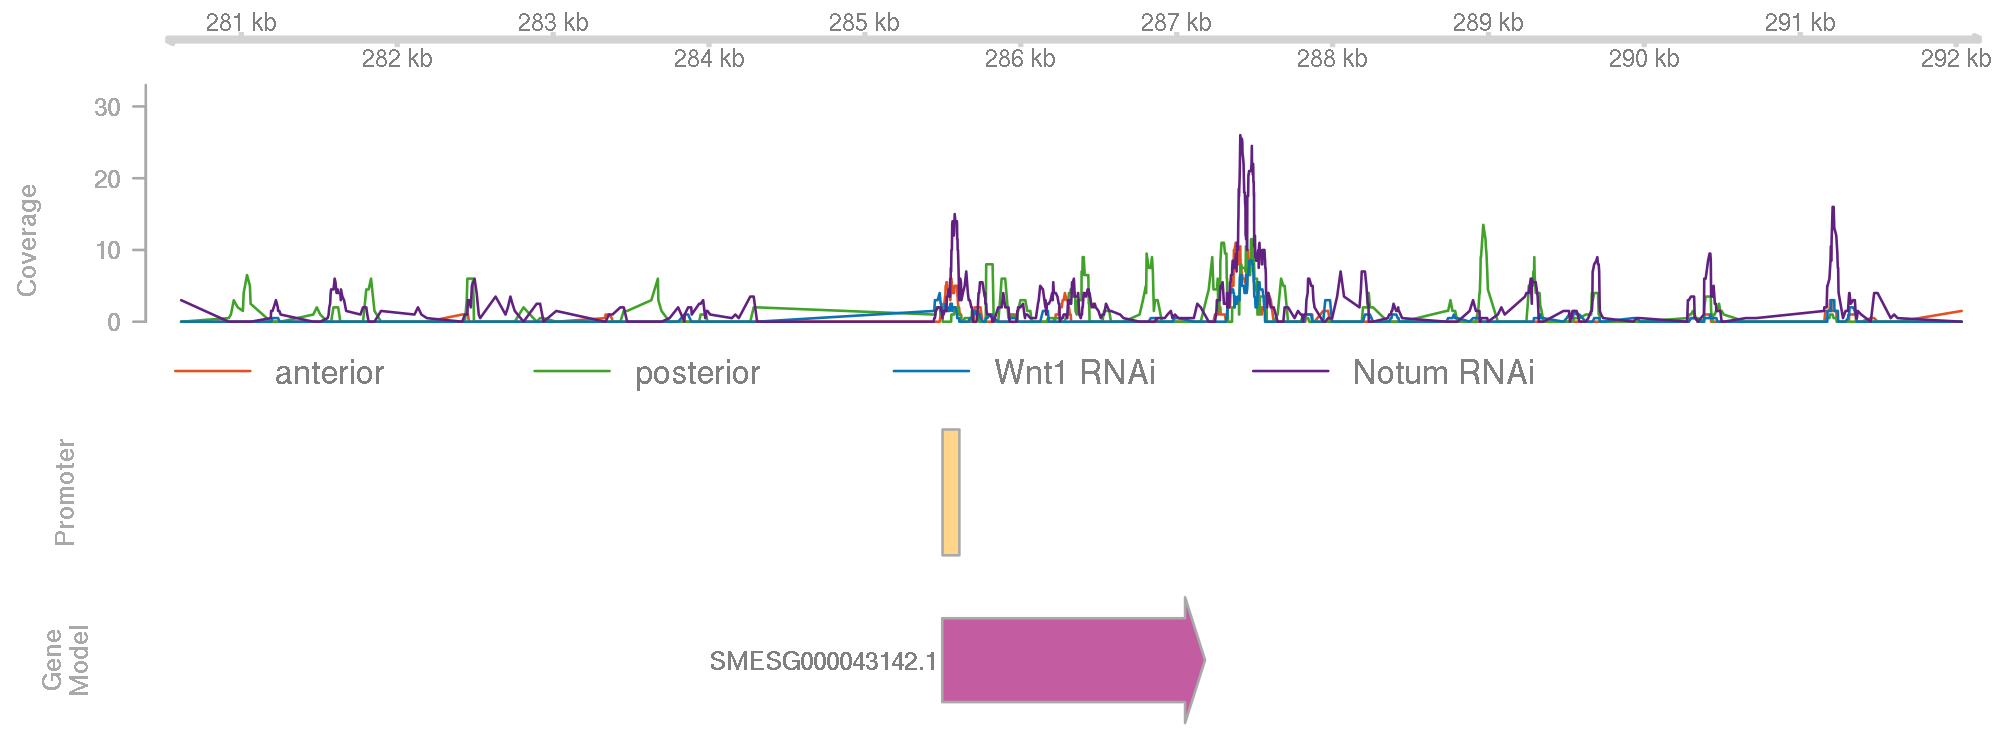 281 kb 283 kb 285 kb 287 kb 289 kb 291 kb
282 kb 284 kb 286 kb 288 kb 290 kb 292 kb
30
20
10
0
Coverage
anterior posterior Wnt1 RNAi Notum RNAi
Promoter
SMESG000043142.1
Gene
Model